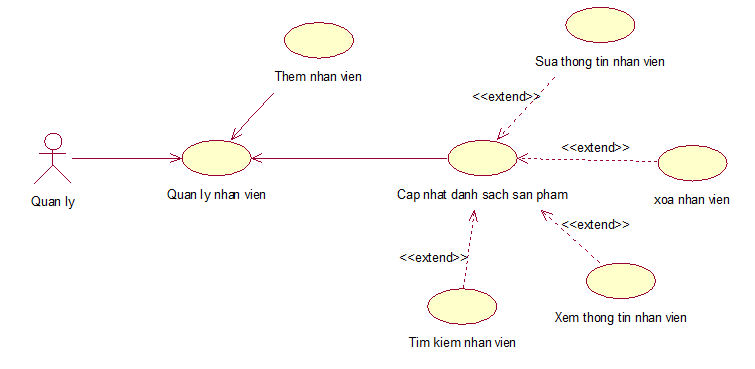 Sua thong tin nhan vien
Them nhan vien
<<extend>>
<<extend>>
Quan ly
Quan ly nhan vien
Cap nhat danh sach san pham
xoa nhan vien
<<extend>>
<<extend>>
Xem thong tin nhan vien
Tim kiem nhan vien